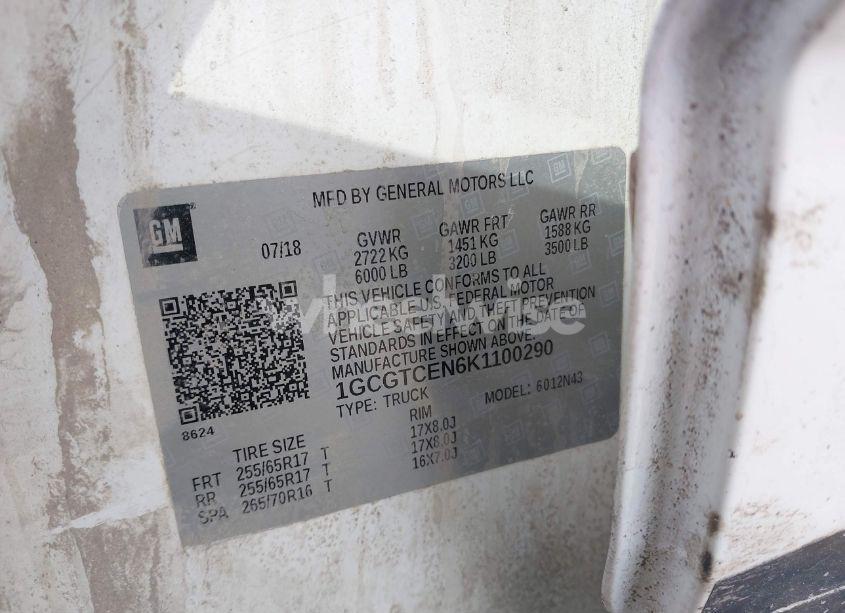 MFD BY GENERAL MOTORS LLC
GM
07/18
GVWR GAWR FRT GAWR RR
2722 KG 1451 KG 1588 KG
6000 LB 3200 LB 3500 LB
THIS VEHICLE CONFORMS TO ALL
APPLICABLE U.S. FEDERAL MOTOR
VEHICLE SAFETY AND THEFT PREVENTION
STANDARDS IN EFFECT ON THE DATE OF
MANUFACTURE SHOWN ABOVE.
1GCGTCEN6K1100290
TYPE: TRUCK MODEL: 6012N43
8624
TIRE SIZE RIM
FRT 255/65R17 T 17X8.0J
RR 255/65R17 T 17X8.0J
SPA 265/70R16 T 16X7.0J